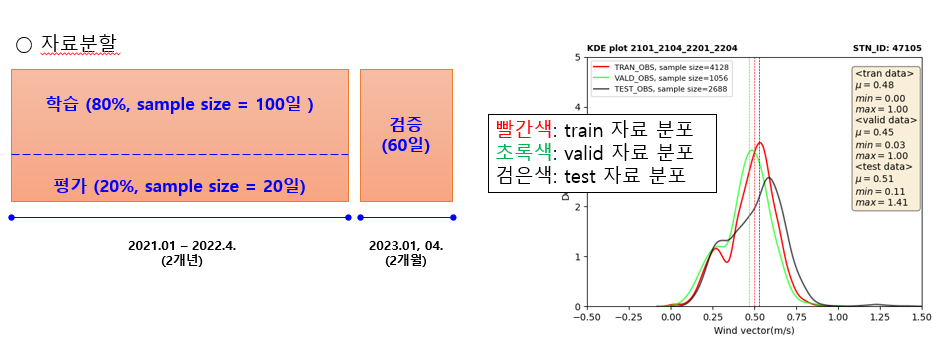 ○ 자료분할
학습 (80%, sample size = 100일 )
평가 (20%, sample size = 20일)
검증
(60일)
2021.01 – 2022.4.
(2개년)
2023.01, 04.
(2개월)
KDE plot 2101_2104_2201_2204
STN_ID: 47105
TRAN_OBS, sample size=4128
VALD_OBS, sample size=1056
TEST_OBS, sample size=2688
<tran data>
μ = 0.48
min = 0.00
max = 1.00
<valid data>
μ = 0.45
min = 0.03
max = 1.00
<test data>
μ = 0.51
min = 0.11
max = 1.41
빨간색: train 자료 분포
초록색: valid 자료 분포
검은색: test 자료 분포
5
4
2
1
0
−0.50 −0.25 0.00 0.25 0.50 0.75 1.00 1.25 1.50
Wind vector(m/s)